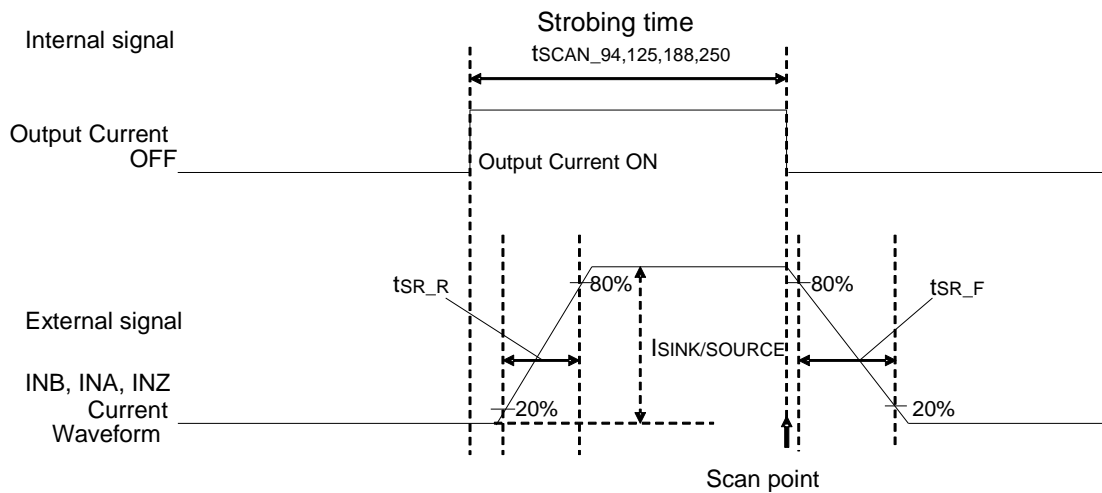 Internal signal
Strobing time
tSCAN_94,125,188,250
Output Current
OFF
Output Current ON
tSR_R
80%
80%
tSR_F
External signal
ISINK/SOURCE
INB, INA, INZ
Current
Waveform
20%
20%
Scan point